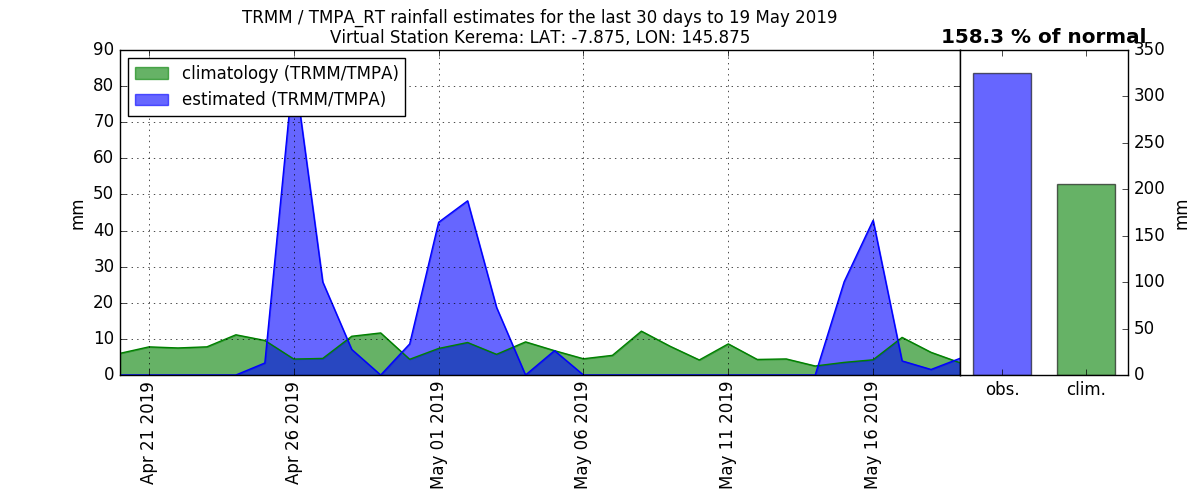 TRMM / TMPA_RT rainfall estimates for the last 30 days to 19 May 2019
Virtual Station Kerema: LAT: -7.875, LON: 145.875
158.3 % of normal
climatology (TRMM/TMPA)
estimated (TRMM/TMPA)
90
80
70
60
50
40
30
20
10
0
mm
350
300
250
200
150
100
50
0
mm
obs.
clim.
Apr 21 2019
Apr 26 2019
May 01 2019
May 06 2019
May 11 2019
May 16 2019